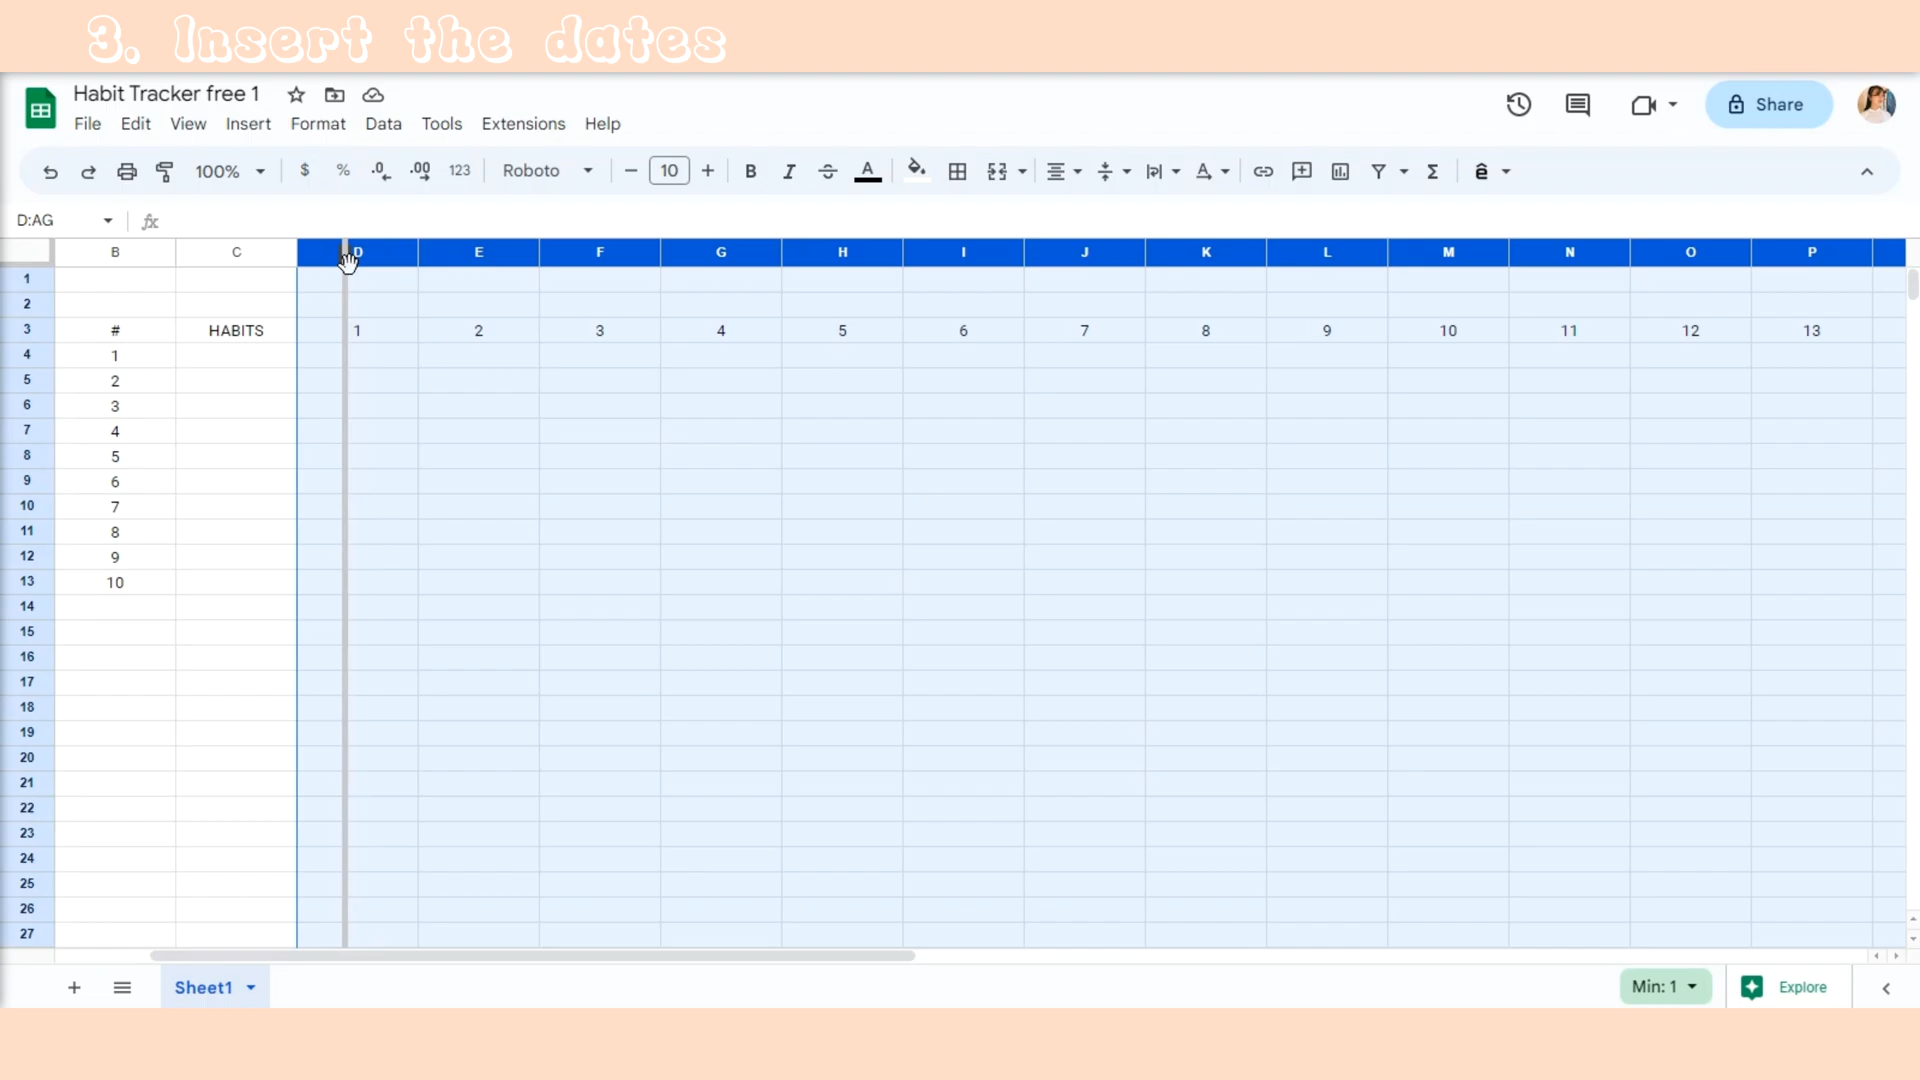 3. Insert the dates
Habit Tracker free 1
File Edit View Insert Format Data Tools Extensions Help
Share
100% $ % .0 .00 123 Roboto − 10 + B I S A A Σ ê
D:AG fx
B C D E F G H I J K L M N O P
1
2
3 # HABITS 1 2 3 4 5 6 7 8 9 10 11 12 13
4 1
5 2
6 3
7 4
8 5
9 6
10 7
11 8
12 9
13 10
14
15
16
17
18
19
20
21
22
23
24
25
26
27
+ Sheet1 Min: 1 Explore